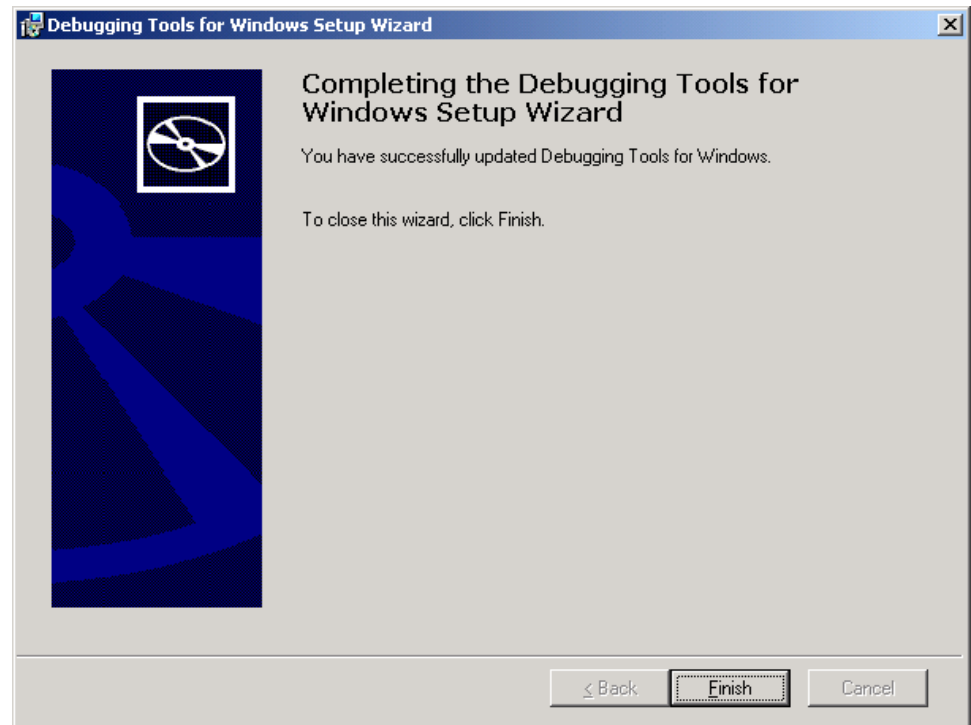 Debugging Tools for Windows Setup Wizard
Completing the Debugging Tools for
Windows Setup Wizard
You have successfully updated Debugging Tools for Windows.
To close this wizard, click Finish.
< Back
Finish
Cancel